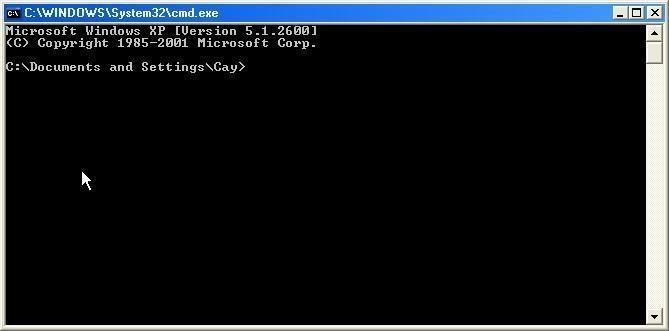 C:\WINDOWS\System32\cmd.exe
Microsoft Windows XP [Version 5.1.2600]
(C) Copyright 1985-2001 Microsoft Corp.
C:\Documents and Settings\Gay>